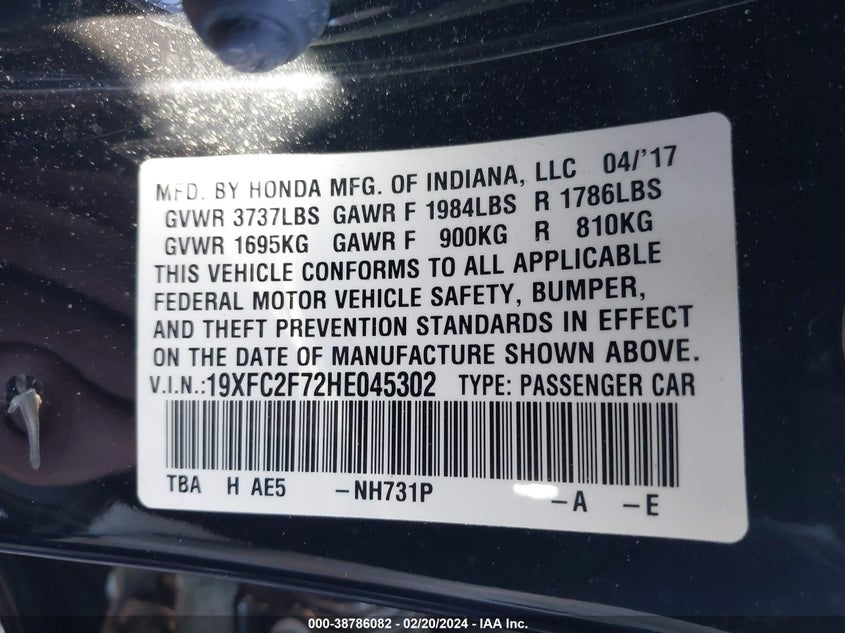 MFD. BY HONDA MFG. OF INDIANA, LLC 04/'17
GVWR 3737LBS GAWR F 1984LBS R 1786LBS
GVWR 1695KG GAWR F 900KG R 810KG
THIS VEHICLE CONFORMS TO ALL APPLICABLE
FEDERAL MOTOR VEHICLE SAFETY, BUMPER,
AND THEFT PREVENTION STANDARDS IN EFFECT
ON THE DATE OF MANUFACTURE SHOWN ABOVE.
V.I.N.:19XFC2F72HE045302 TYPE: PASSENGER CAR
TBA H AE5 –NH731P –A –E
000-38786082 - 02/20/2024 - IAA Inc.